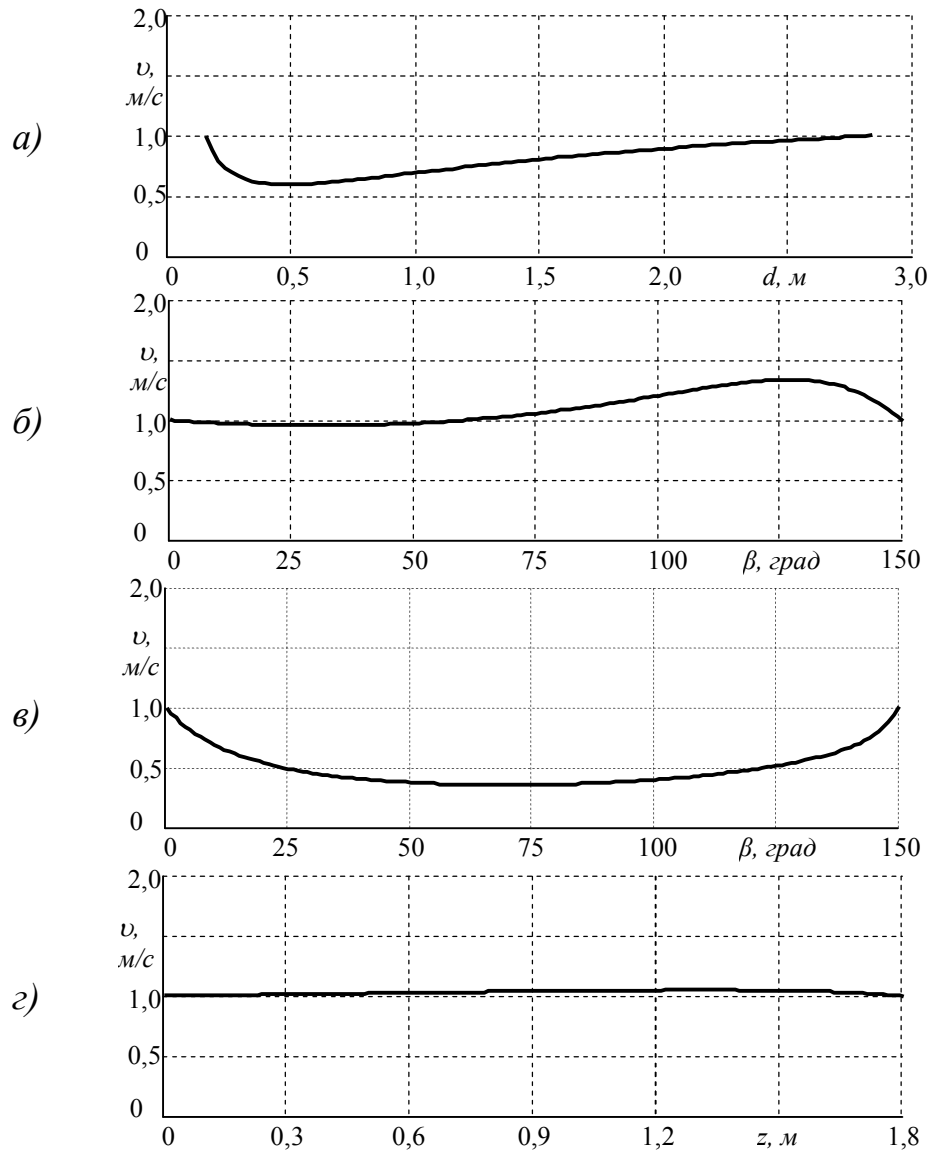 2,0
υ,
м/с
а)
1,0
0,5
0
0 0,5 1,0 1,5 2,0 d, м 3,0
2,0
υ,
м/с
б)
1,0
0,5
0
0 25 50 75 100 β, град 150
2,0
υ,
м/с
в)
1,0
0,5
0
0 25 50 75 100 β, град 150
2,0
υ,
м/с
г)
1,0
0,5
0
0 0,3 0,6 0,9 1,2 z, м 1,8